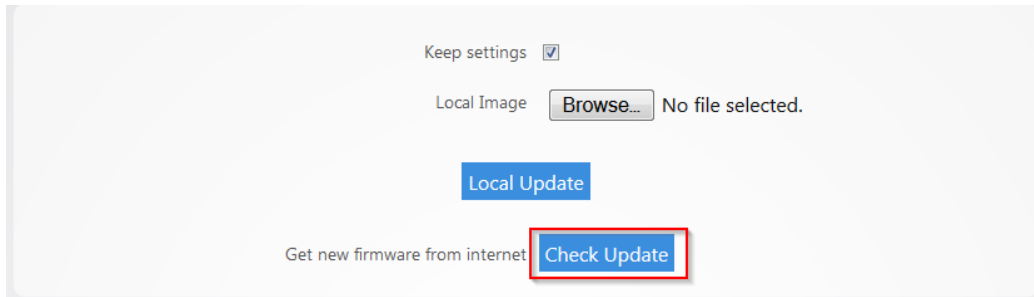 Keep settings
Local Image Browse... No file selected.
Local Update
Get new firmware from internet Check Update